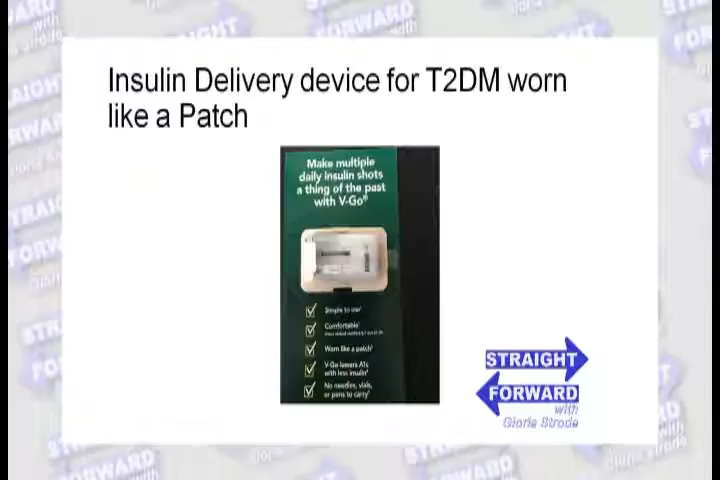 Insulin Delivery device for T2DM worn
like a Patch
Make multiple
daily insulin shots
a thing of the past
with V-Go®
Simple to use
Comfortable
Worn like a patch
V-Go lowers A1c
with less insulin
No needles, vials,
or pens to carry
STRAIGHT
FORWARD
with
Gloria Strode